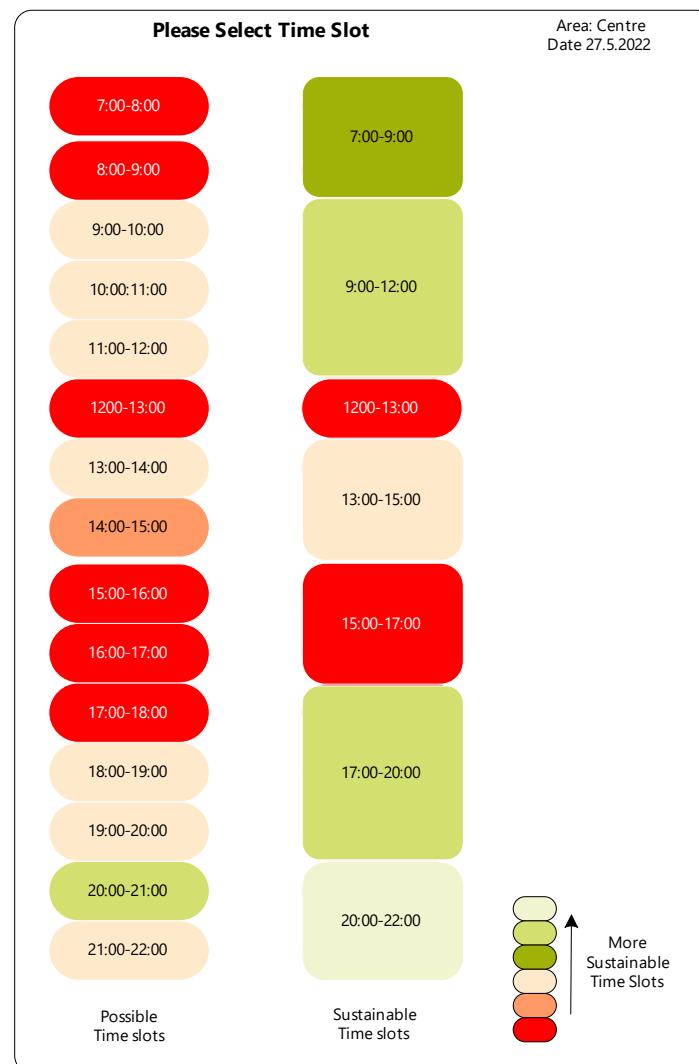 Please Select Time Slot
Area: Centre
Date 27.5.2022
7:00-8:00
8:00-9:00
9:00-10:00
10:00:11:00
11:00-12:00
1200-13:00
13:00-14:00
14:00-15:00
15:00-16:00
16:00-17:00
17:00-18:00
18:00-19:00
19:00-20:00
20:00-21:00
21:00-22:00
Possible
Time slots
7:00-9:00
9:00-12:00
1200-13:00
13:00-15:00
15:00-17:00
17:00-20:00
20:00-22:00
Sustainable
Time slots
More
Sustainable
Time Slots